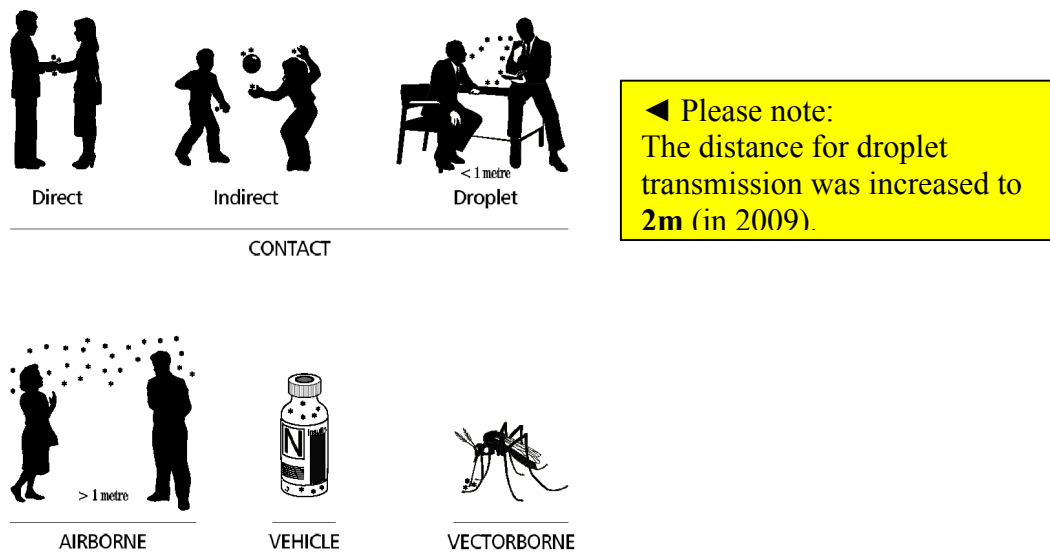 < 1 metre
Direct
Indirect
Droplet
CONTACT
◄ Please note:
The distance for droplet
transmission was increased to
2m (in 2009).
> 1 metre
N
Insulin
AIRBORNE
VEHICLE
VECTORBORNE